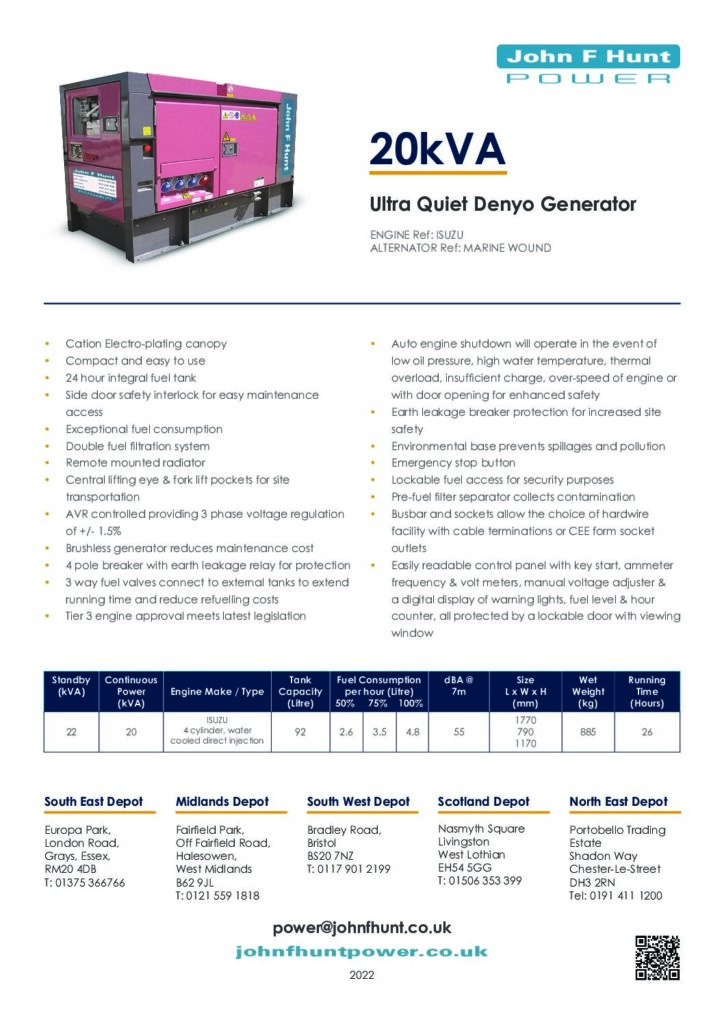 John F Hunt
POWER
John F Hunt
John F Hunt
20kVA
Ultra Quiet Denyo Generator
ENGINE Ref: ISUZU
ALTERNATOR Ref: MARINE WOUND
• Cation Electro-plating canopy
• Compact and easy to use
• 24 hour integral fuel tank
• Side door safety interlock for easy maintenance
access
• Exceptional fuel consumption
• Double fuel filtration system
• Remote mounted radiator
• Central lifting eye & fork lift pockets for site
transportation
• AVR controlled providing 3 phase voltage regulation
of +/- 1.5%
• Brushless generator reduces maintenance cost
• 4 pole breaker with earth leakage relay for protection
• 3 way fuel valves connect to external tanks to extend
running time and reduce refuelling costs
• Tier 3 engine approval meets latest legislation
• Auto engine shutdown will operate in the event of
low oil pressure, high water temperature, thermal
overload, insufficient charge, over-speed of engine or
with door opening for enhanced safety
• Earth leakage breaker protection for increased site
safety
• Environmental base prevents spillages and pollution
• Emergency stop button
• Lockable fuel access for security purposes
• Pre-fuel filter separator collects contamination
• Busbar and sockets allow the choice of hardwire
facility with cable terminations or CEE form socket
outlets
• Easily readable control panel with key start, ammeter
frequency & volt meters, manual voltage adjuster &
a digital display of warning lights, fuel level & hour
counter, all protected by a lockable door with viewing
window
Standby (kVA) Continuous Power (kVA) Engine Make / Type Tank Capacity (Litre) Fuel Consumption per hour (Litre) 50% 75% 100% dBA @ 7m Size L x W x H (mm) Wet Weight (kg) Running Time (Hours)
22 20 ISUZU 4 cylinder, water cooled direct injection 92 2.6 3.5 4.8 55 1770 790 1170 885 26
South East Depot
Europa Park,
London Road,
Grays, Essex,
RM20 4DB
T: 01375 366766
Midlands Depot
Fairfield Park,
Off Fairfield Road,
Halesowen,
West Midlands
B62 9JL
T: 0121 559 1818
South West Depot
Bradley Road,
Bristol
BS20 7NZ
T: 0117 901 2199
Scotland Depot
Nasmyth Square
Livingston
West Lothian
EH54 5GG
T: 01506 353 399
North East Depot
Portobello Trading
Estate
Shadon Way
Chester-Le-Street
DH3 2RN
Tel: 0191 411 1200
power@johnfhunt.co.uk
johnfhuntpower.co.uk
2022